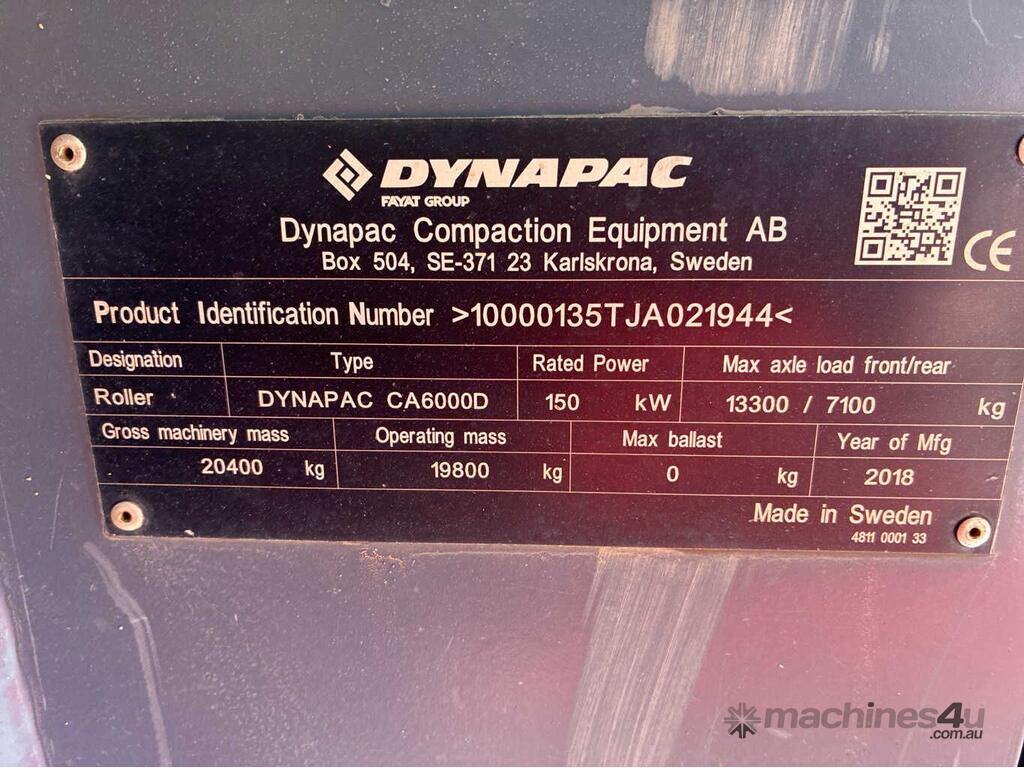 DYNAPAC
FAYAT GROUP
Dynapac Compaction Equipment AB
Box 504, SE-371 23 Karlskrona, Sweden
CE
Product Identification Number >10000135TJA021944<
Designation Type Rated Power Max axle load front/rear
Roller DYNAPAC CA6000D 150 kW 13300 / 7100 kg
Gross machinery mass Operating mass Max ballast Year of Mfg
20400 kg 19800 kg 0 kg 2018
Made in Sweden
4811 0001 33
machines4u
.com.au